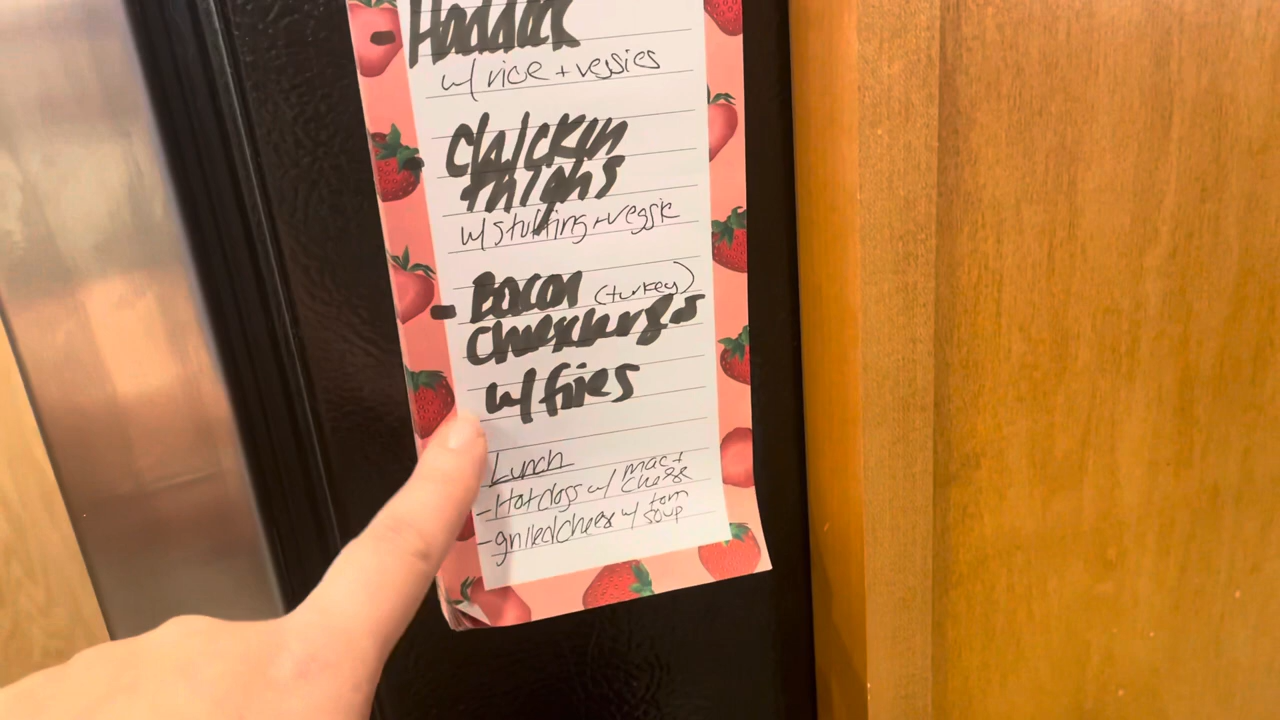 - Haddock
w/ rice + veggies
Chicken
thighs
w/ stuffing + veggie
- Bacon (turkey)
Cheeseburgers
w/ fries
Lunch
- Hot dogs w/ mac + cheese
- grilled cheese w/ tom soup